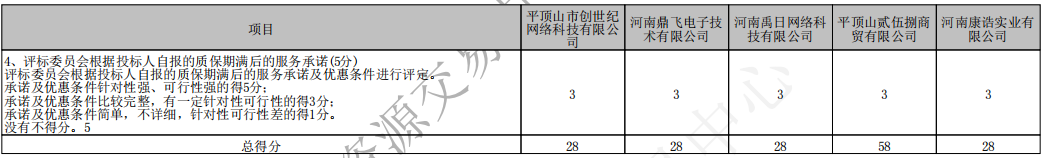 项目
平顶山市创世纪
网络科技有限公
司
河南鼎飞电子技
术有限公司
河南禹日网络科
技有限公司
平顶山贰伍捌商
贸有限公司
河南康诰实业有
限公司
4、评标委员会根据投标人自报的质保期满后的服务承诺(5分)
评标委员会根据投标人自报的质保期满后的服务承诺及优惠条件进行评定。
承诺及优惠条件针对性强、可行性强的得5分；
承诺及优惠条件比较完整，有一定针对性可行性的得3分；
承诺及优惠条件简单，不详细，针对性可行性差的得1分。
没有不得分。5
3
3
3
3
3
总得分
28
28
28
58
28
资源交易
中心